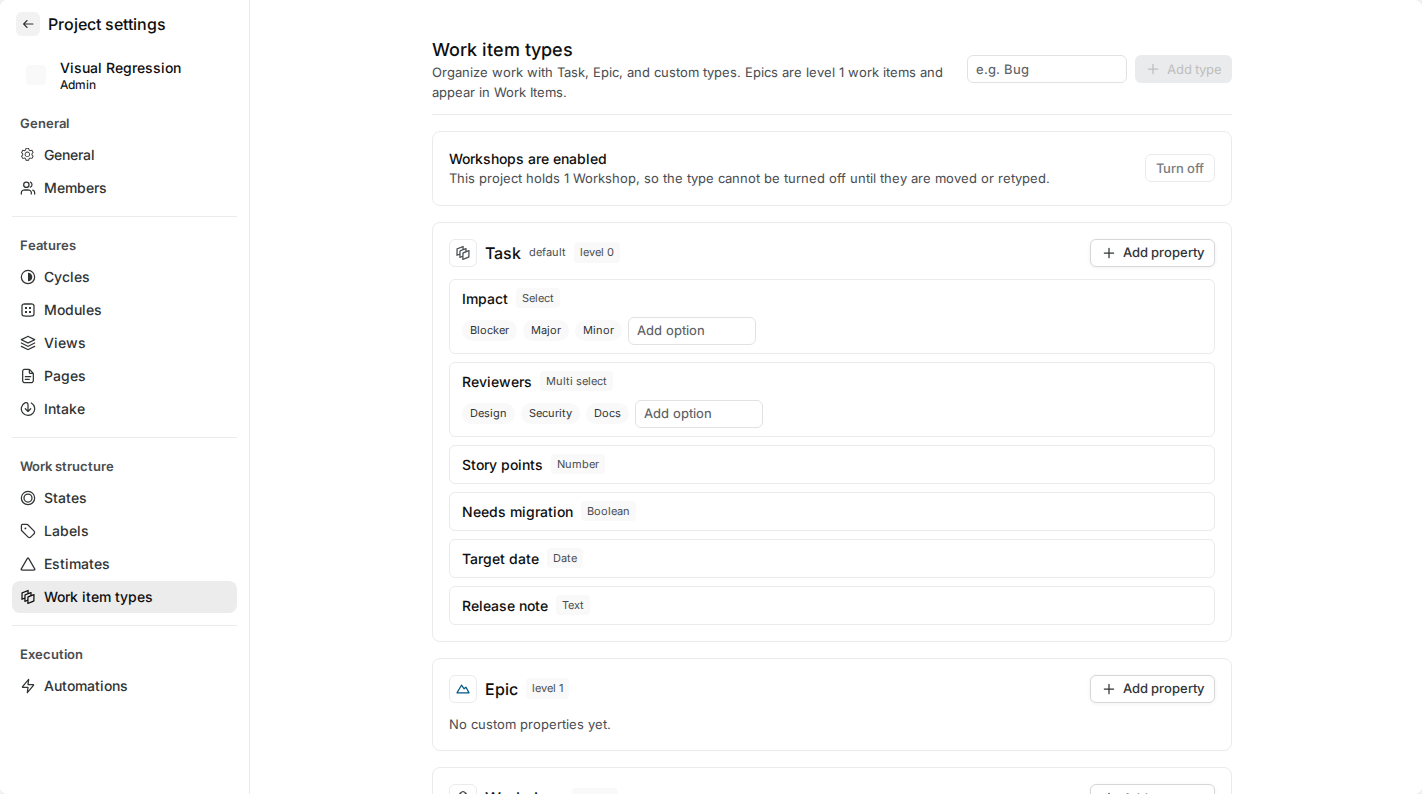 Project settings
Visual Regression
Admin
General
General
Members
Features
Cycles
Modules
Views
Pages
Intake
Work structure
States
Labels
Estimates
Work item types
Execution
Automations
Work item types
Organize work with Task, Epic, and custom types. Epics are level 1 work items and
appear in Work Items.
e.g. Bug
Add type
Workshops are enabled
This project holds 1 Workshop, so the type cannot be turned off until they are moved or retyped.
Turn off
Task default level 0
Add property
Impact Select
Blocker Major Minor Add option
Reviewers Multi select
Design Security Docs Add option
Story points Number
Needs migration Boolean
Target date Date
Release note Text
Epic level 1
Add property
No custom properties yet.